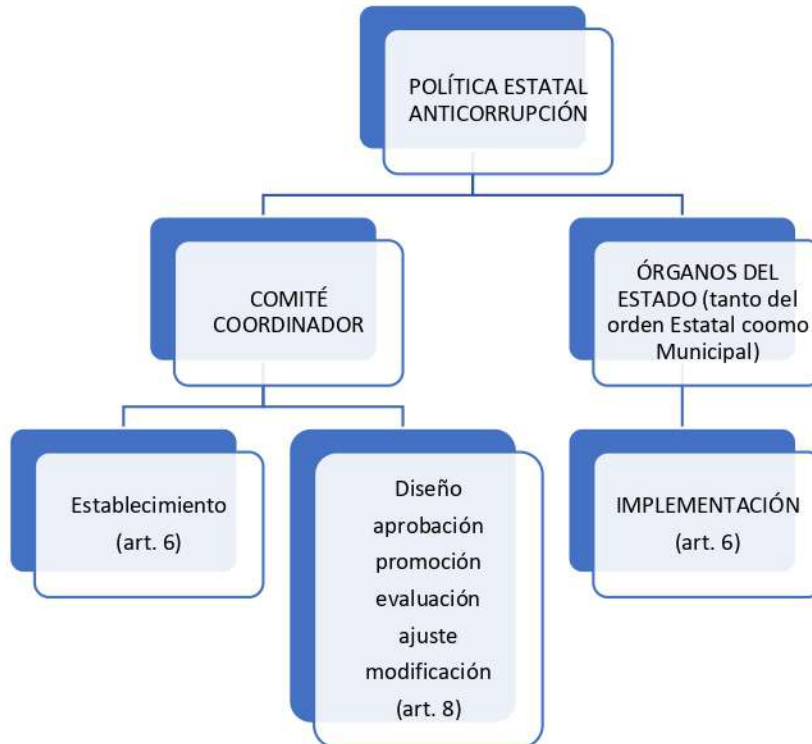 POLÍTICA ESTATAL
ANTICORRUPCIÓN
COMITÉ
COORDINADOR
ÓRGANOS DEL
ESTADO (tanto del
orden Estatal coomo
Municipal)
Establecimiento
(art. 6)
Diseño
aprobación
promoción
evaluación
ajuste
modificación
(art. 8)
IMPLEMENTACIÓN
(art. 6)